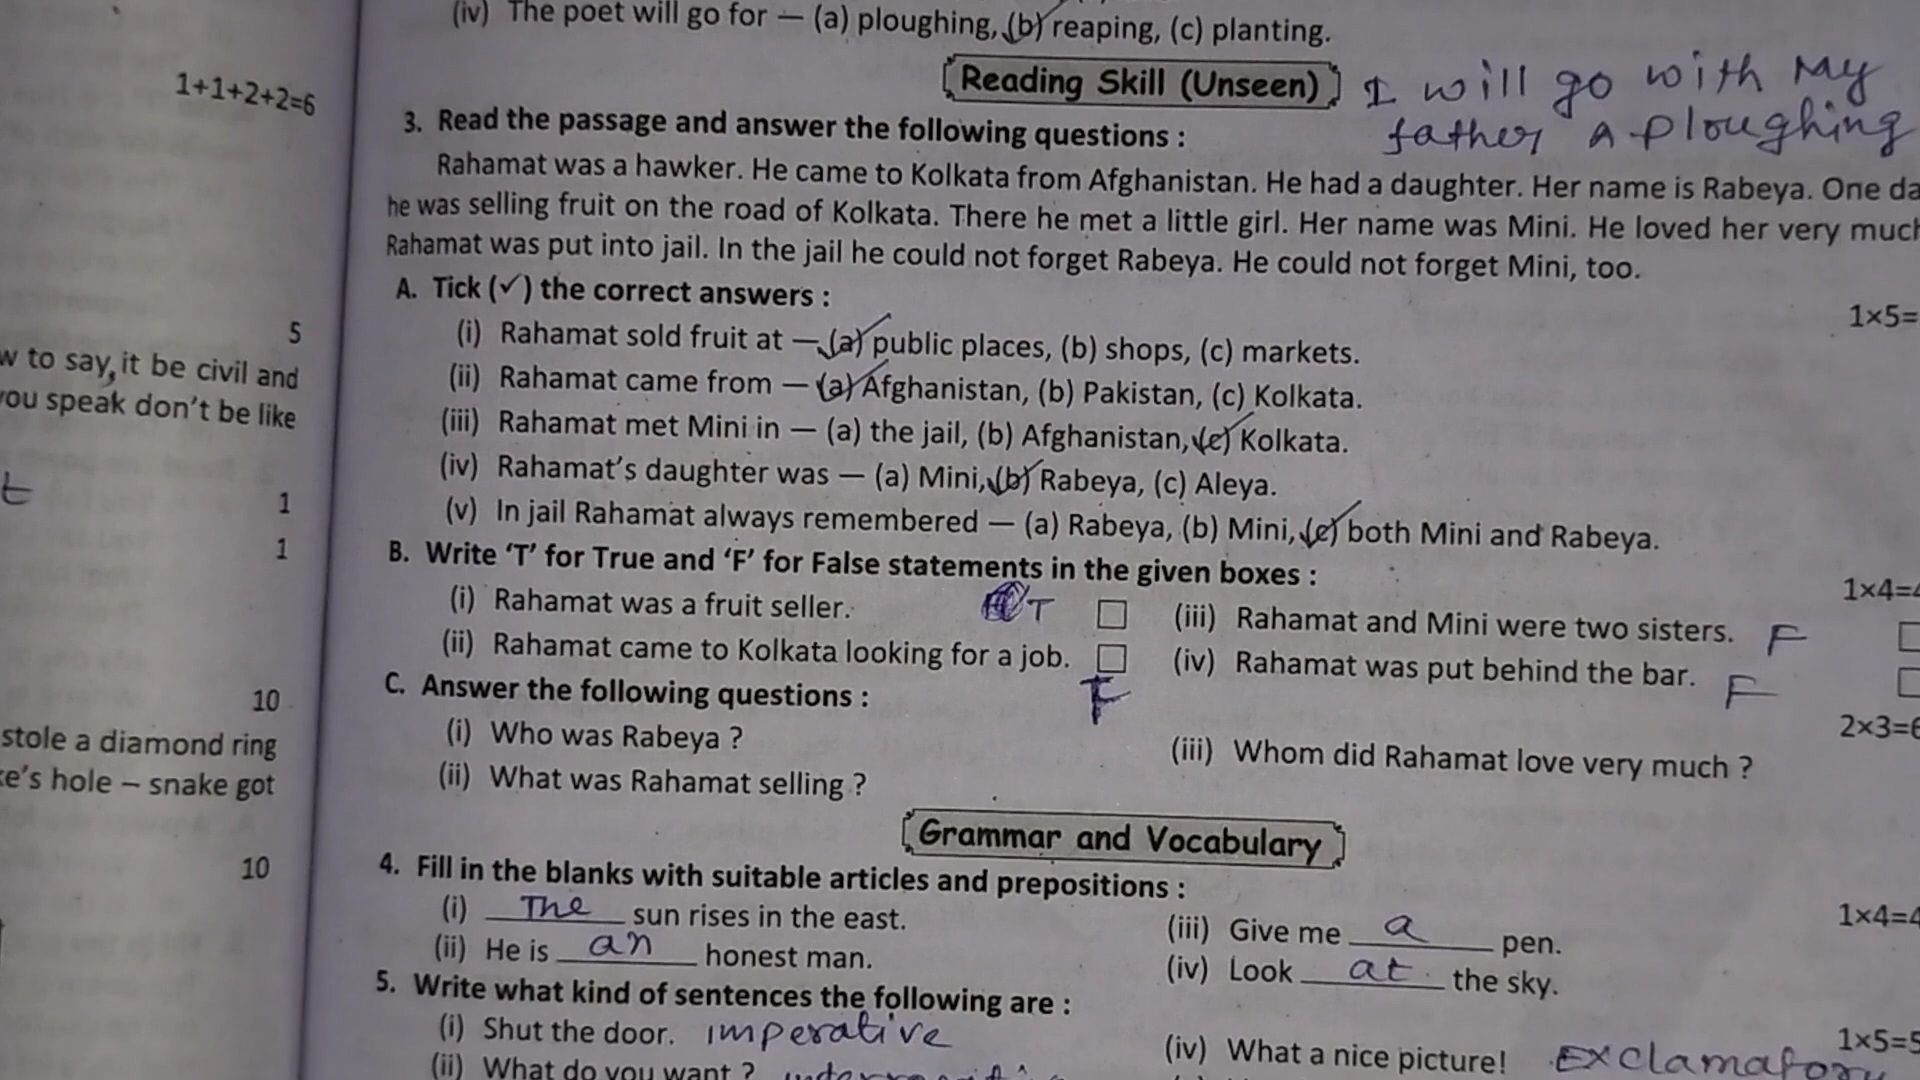 (iv) The poet will go for — (a) ploughing, (b) reaping, (c) planting.
1+1+2+2=6
Reading Skill (Unseen)
I will go with my
father a ploughing
3. Read the passage and answer the following questions :
Rahamat was a hawker. He came to Kolkata from Afghanistan. He had a daughter. Her name is Rabeya. One da
he was selling fruit on the road of Kolkata. There he met a little girl. Her name was Mini. He loved her very much
Rahamat was put into jail. In the jail he could not forget Rabeya. He could not forget Mini, too.
A. Tick (✓) the correct answers :
1×5=
(i) Rahamat sold fruit at — (a) public places, (b) shops, (c) markets.
(ii) Rahamat came from — (a) Afghanistan, (b) Pakistan, (c) Kolkata.
(iii) Rahamat met Mini in — (a) the jail, (b) Afghanistan, (c) Kolkata.
(iv) Rahamat's daughter was — (a) Mini, (b) Rabeya, (c) Aleya.
(v) In jail Rahamat always remembered — (a) Rabeya, (b) Mini, (c) both Mini and Rabeya.
5
w to say, it be civil and
you speak don't be like
t
1
1
10
stole a diamond ring
ke's hole – snake got
10
B. Write 'T' for True and 'F' for False statements in the given boxes :
1×4=4
(i) Rahamat was a fruit seller. T
(iii) Rahamat and Mini were two sisters. F
(ii) Rahamat came to Kolkata looking for a job. F
(iv) Rahamat was put behind the bar. F
C. Answer the following questions :
2×3=6
(i) Who was Rabeya ?
(iii) Whom did Rahamat love very much ?
(ii) What was Rahamat selling ?
Grammar and Vocabulary
4. Fill in the blanks with suitable articles and prepositions :
1×4=4
(i) The sun rises in the east.
(iii) Give me a pen.
(ii) He is an honest man.
(iv) Look at the sky.
5. Write what kind of sentences the following are :
1×5=5
(i) Shut the door. imperative
(iv) What a nice picture! Exclamatory
(ii) What do you want ?